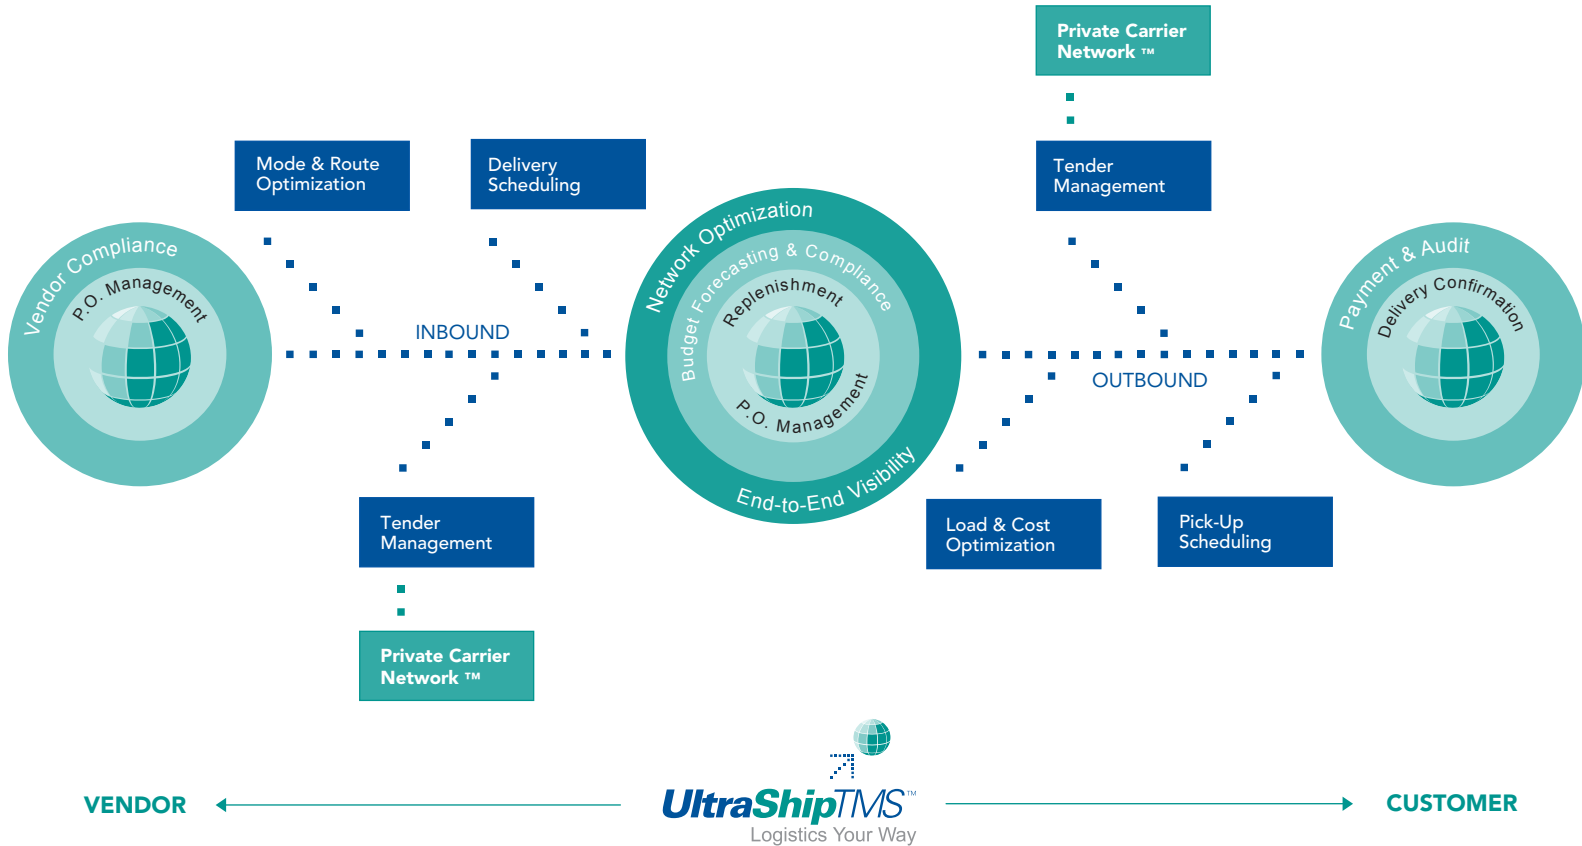 Private Carrier
Network ™
Mode & Route
Optimization
Delivery
Scheduling
Tender
Management
Vendor Compliance
P.O. Management
INBOUND
Network Optimization
Budget Forecasting & Compliance
Replenishment
P.O. Management
End-to-End Visibility
OUTBOUND
Payment & Audit
Delivery Confirmation
Tender
Management
Load & Cost
Optimization
Pick-Up
Scheduling
Private Carrier
Network ™
VENDOR
UltraShipTMS™
Logistics Your Way
CUSTOMER